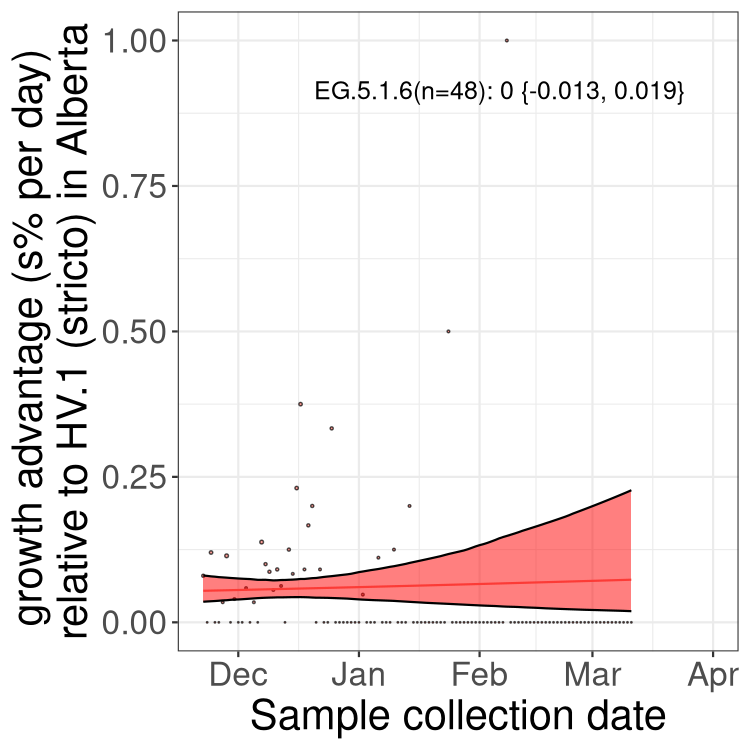 growth advantage (s% per day)
relative to HV.1 (stricto) in Alberta
1.00
EG.5.1.6(n=48): 0 {-0.013, 0.019}
0.75
0.50
0.25
0.00
Dec Jan Feb Mar Apr
Sample collection date